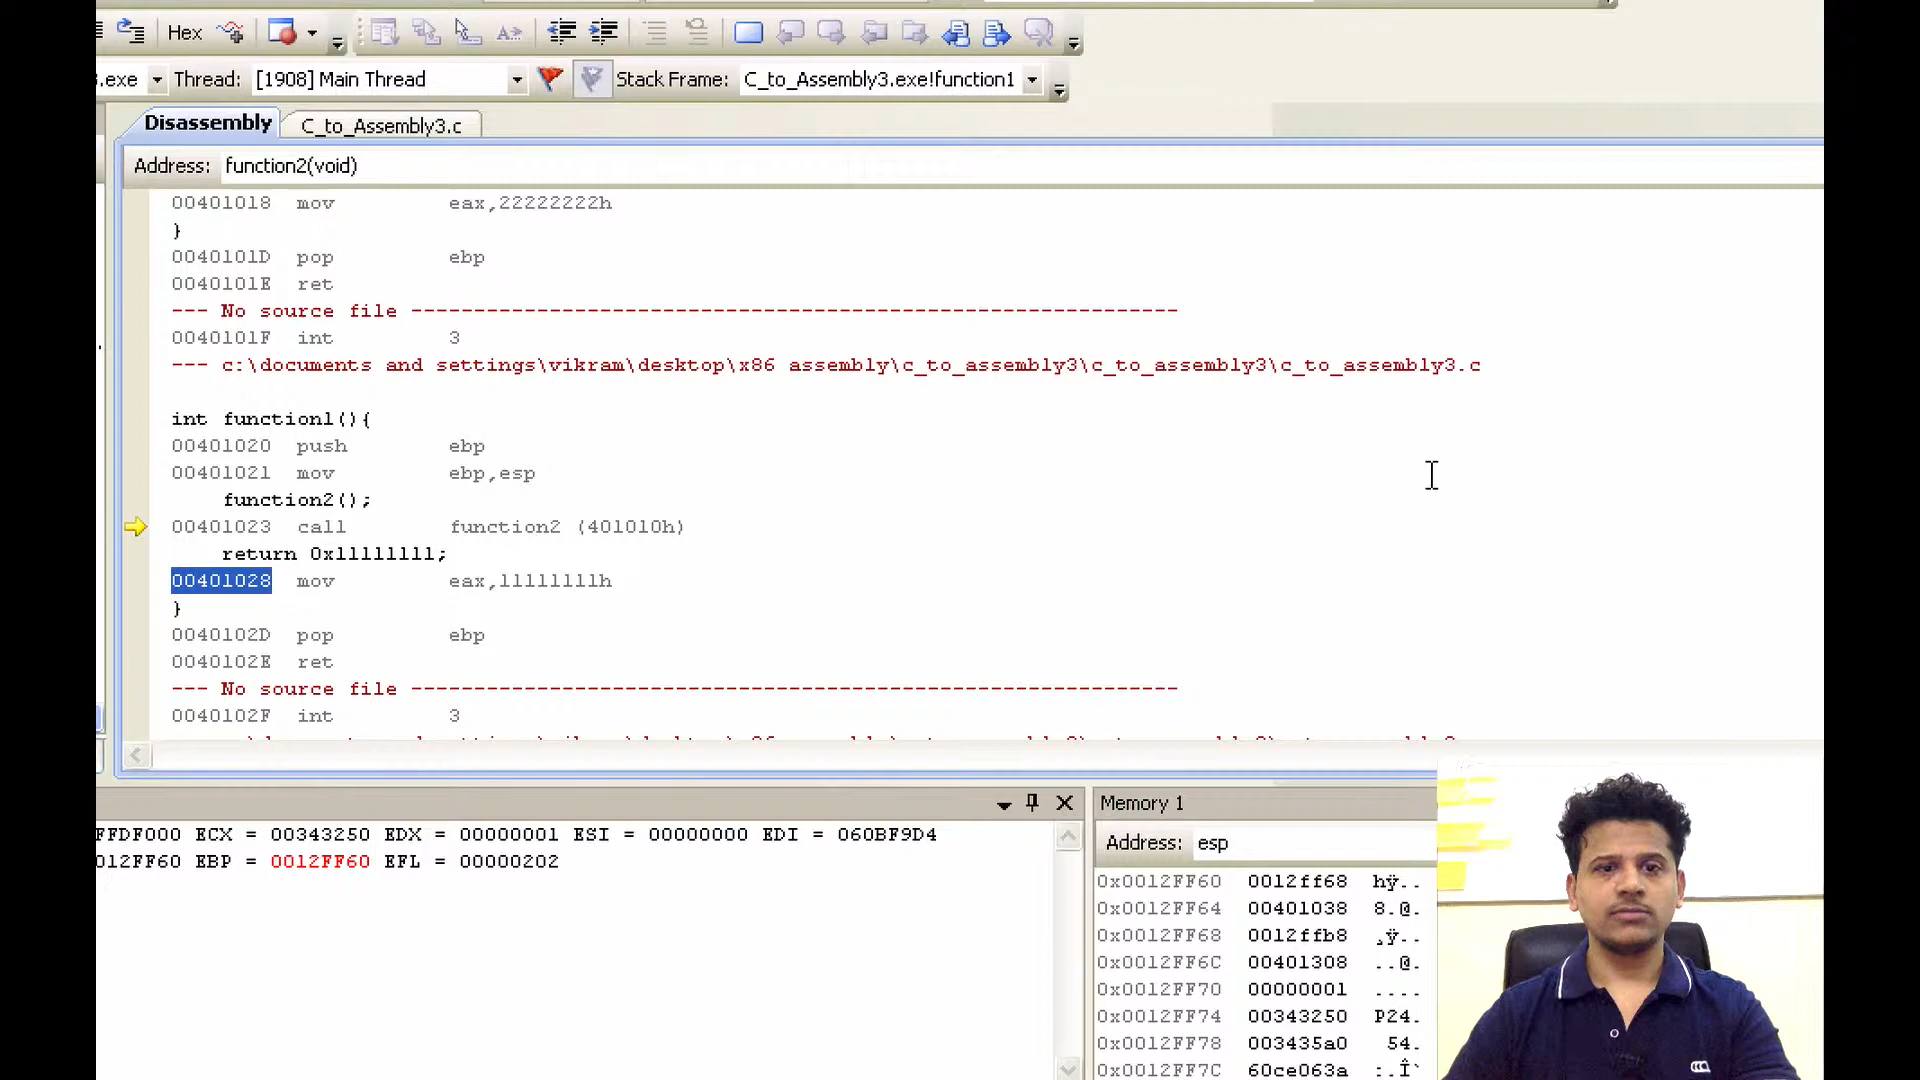 Hex
3.exe Thread: [1908] Main Thread Stack Frame: C_to_Assembly3.exe!function1
Disassembly C_to_Assembly3.c
Address: function2(void)
00401018 mov eax,22222222h
}
0040101D pop ebp
0040101E ret
--- No source file ------------------------------------------------------------
0040101F int 3
--- c:\documents and settings\vikram\desktop\x86 assembly\c_to_assembly3\c_to_assembly3\c_to_assembly3.c
int function1(){
00401020 push ebp
00401021 mov ebp,esp
function2();
00401023 call function2 (401010h)
return 0x11111111;
00401028 mov eax,11111111h
}
0040102D pop ebp
0040102E ret
--- No source file ------------------------------------------------------------
0040102F int 3
FFDF000 ECX = 00343250 EDX = 00000001 ESI = 00000000 EDI = 060BF9D4
012FF60 EBP = 0012FF60 EFL = 00000202
Memory 1
Address: esp
0x0012FF60 0012ff68 hÿ..
0x0012FF64 00401038 8.@.
0x0012FF68 0012ffb8 ¸ÿ..
0x0012FF6C 00401308 ..@.
0x0012FF70 00000001 ....
0x0012FF74 00343250 P24.
0x0012FF78 003435a0 54.
0x0012FF7C 60ce063a :.Î`